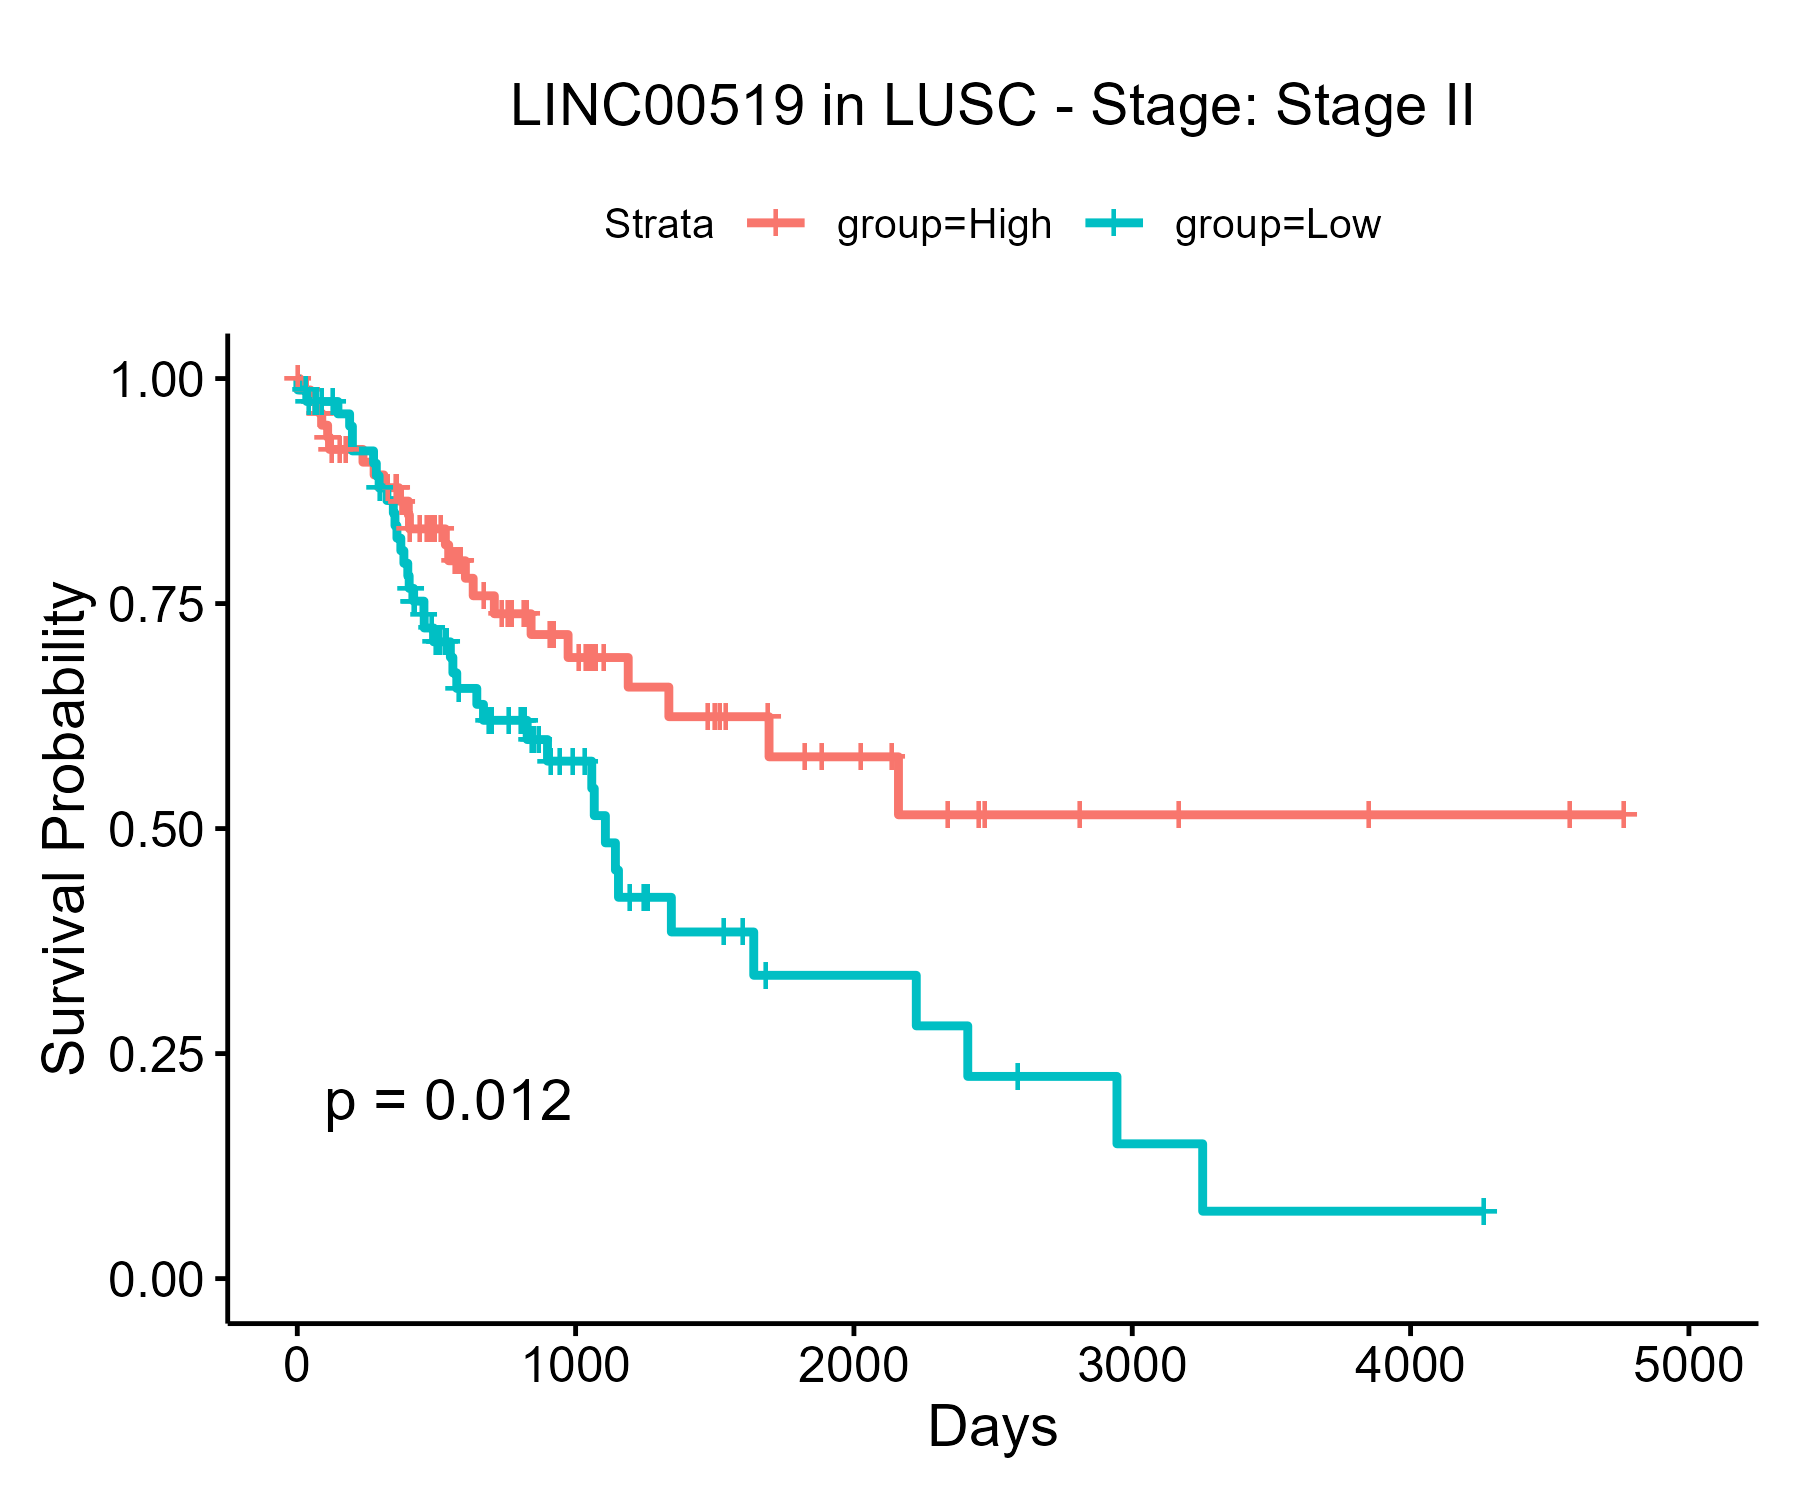 LINC00519 in LUSC - Stage: Stage II
Strata group=High group=Low
Survival Probability
1.00
0.75
0.50
0.25
0.00
p = 0.012
0 1000 2000 3000 4000 5000
Days